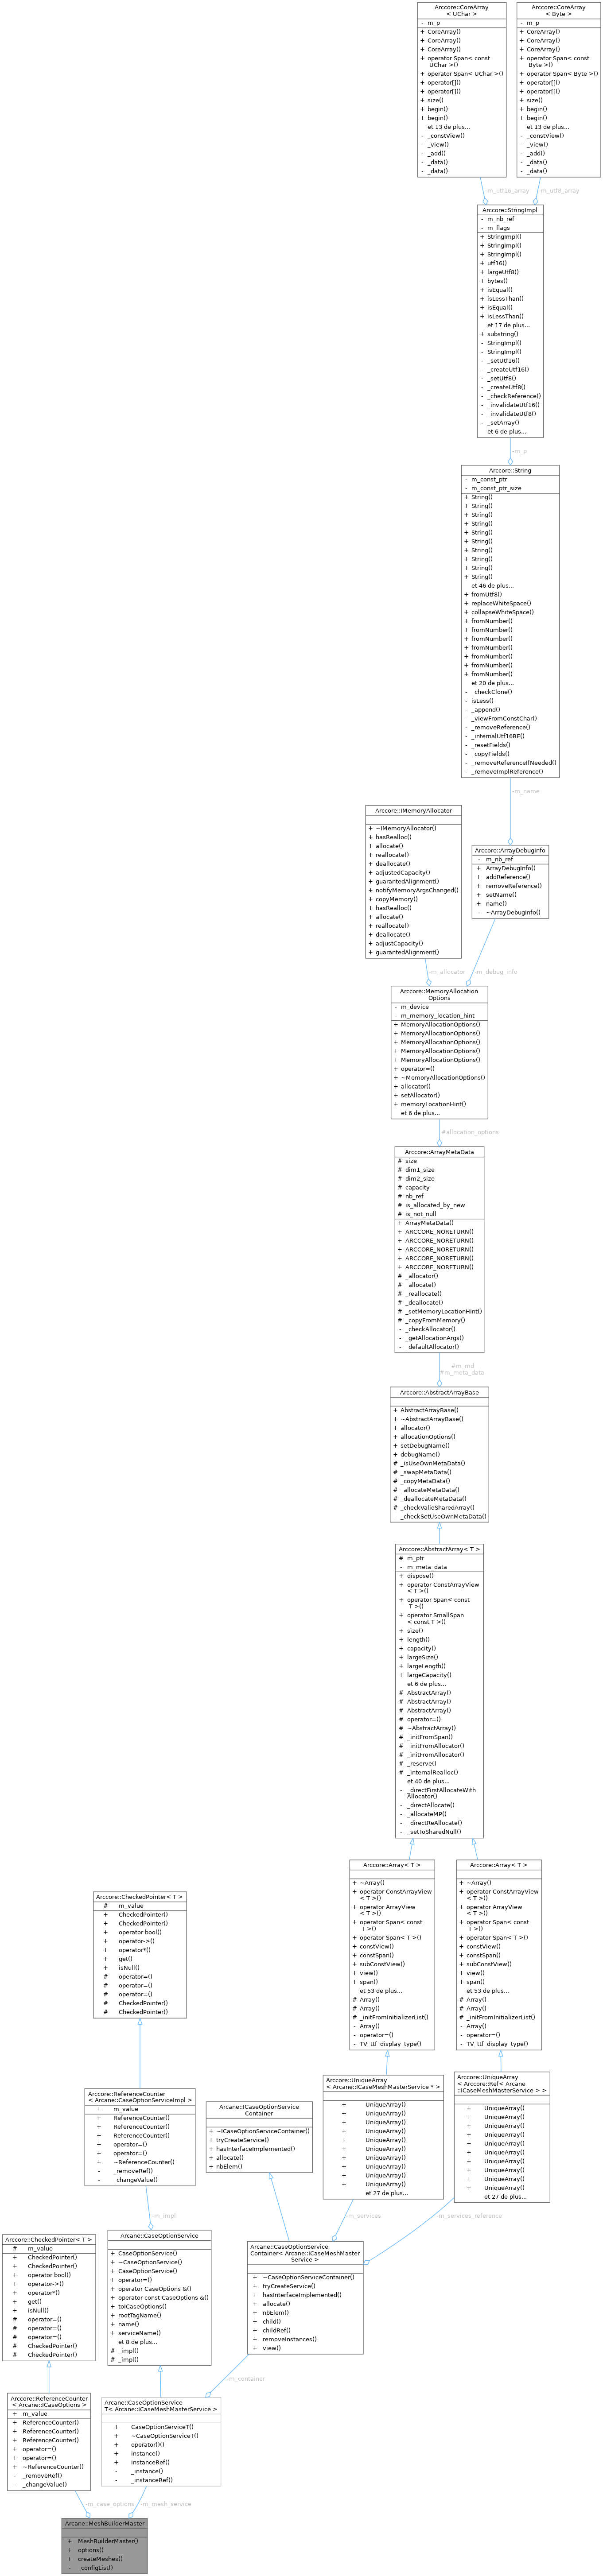 Arccore::CoreArray
< UChar >
- m_p
+ CoreArray()
+ CoreArray()
+ CoreArray()
+ operator Span< const
UChar >()
+ operator Span< UChar >()
+ operator[]()
+ operator[]()
+ size()
+ begin()
+ begin()
et 13 de plus...
- _constView()
- _view()
- _add()
- _data()
- _data()
Arccore::CoreArray
< Byte >
- m_p
+ CoreArray()
+ CoreArray()
+ CoreArray()
+ operator Span< const
Byte >()
+ operator Span< Byte >()
+ operator[]()
+ operator[]()
+ size()
+ begin()
+ begin()
et 13 de plus...
- _constView()
- _view()
- _add()
- _data()
- _data()
-m_utf16_array
-m_utf8_array
Arccore::StringImpl
- m_nb_ref
- m_flags
+ StringImpl()
+ StringImpl()
+ StringImpl()
+ utf16()
+ largeUtf8()
+ bytes()
+ isEqual()
+ isLessThan()
+ isEqual()
+ isLessThan()
et 17 de plus...
+ substring()
- StringImpl()
- StringImpl()
- _setUtf16()
- _createUtf16()
- _setUtf8()
- _createUtf8()
- _checkReference()
- _invalidateUtf16()
- _invalidateUtf8()
- _setArray()
et 6 de plus...
-m_p
Arccore::String
- m_const_ptr
- m_const_ptr_size
+ String()
+ String()
+ String()
+ String()
+ String()
+ String()
+ String()
+ String()
+ String()
+ String()
et 46 de plus...
+ fromUtf8()
+ replaceWhiteSpace()
+ collapseWhiteSpace()
+ fromNumber()
+ fromNumber()
+ fromNumber()
+ fromNumber()
+ fromNumber()
+ fromNumber()
+ fromNumber()
et 20 de plus...
- _checkClone()
- isLess()
- _append()
- _viewFromConstChar()
- _removeReference()
- _internalUtf16BE()
- _resetFields()
- _copyFields()
- _removeReferenceIfNeeded()
- _removeImplReference()
-m_name
Arccore::IMemoryAllocator
+ ~IMemoryAllocator()
+ hasRealloc()
+ allocate()
+ reallocate()
+ deallocate()
+ adjustedCapacity()
+ guarantedAlignment()
+ notifyMemoryArgsChanged()
+ copyMemory()
+ hasRealloc()
+ allocate()
+ reallocate()
+ deallocate()
+ adjustCapacity()
+ guarantedAlignment()
Arccore::ArrayDebugInfo
- m_nb_ref
+ ArrayDebugInfo()
+ addReference()
+ removeReference()
+ setName()
+ name()
- ~ArrayDebugInfo()
-m_allocator
-m_debug_info
Arccore::MemoryAllocation
Options
- m_device
- m_memory_location_hint
+ MemoryAllocationOptions()
+ MemoryAllocationOptions()
+ MemoryAllocationOptions()
+ MemoryAllocationOptions()
+ MemoryAllocationOptions()
+ operator=()
+ ~MemoryAllocationOptions()
+ allocator()
+ setAllocator()
+ memoryLocationHint()
et 6 de plus...
#allocation_options
Arccore::ArrayMetaData
# size
# dim1_size
# dim2_size
# capacity
# nb_ref
# is_allocated_by_new
# is_not_null
+ ArrayMetaData()
+ ARCCORE_NORETURN()
+ ARCCORE_NORETURN()
+ ARCCORE_NORETURN()
+ ARCCORE_NORETURN()
+ ARCCORE_NORETURN()
# _allocator()
# _allocate()
# _reallocate()
# _deallocate()
# _setMemoryLocationHint()
# _copyFromMemory()
- _checkAllocator()
- _getAllocationArgs()
- _defaultAllocator()
#m_md
#m_meta_data
Arccore::AbstractArrayBase
+ AbstractArrayBase()
+ ~AbstractArrayBase()
+ allocator()
+ allocationOptions()
+ setDebugName()
+ debugName()
# _isUseOwnMetaData()
# _swapMetaData()
# _copyMetaData()
# _allocateMetaData()
# _deallocateMetaData()
# _checkValidSharedArray()
- _checkSetUseOwnMetaData()
Arccore::AbstractArray< T >
# m_ptr
- m_meta_data
+ dispose()
+ operator ConstArrayView
< T >()
+ operator Span< const
T >()
+ operator SmallSpan
< const T >()
+ size()
+ length()
+ capacity()
+ largeSize()
+ largeLength()
+ largeCapacity()
et 6 de plus...
# AbstractArray()
# AbstractArray()
# AbstractArray()
# operator=()
# ~AbstractArray()
# _initFromSpan()
# _initFromAllocator()
# _initFromAllocator()
# _reserve()
# _internalRealloc()
et 40 de plus...
- _directFirstAllocateWith
Allocator()
- _directAllocate()
- _allocateMP()
- _directReAllocate()
- _setToSharedNull()
Arccore::Array< T >
+ ~Array()
+ operator ConstArrayView
< T >()
+ operator ArrayView
< T >()
+ operator Span< const
T >()
+ operator Span< T >()
+ constView()
+ constSpan()
+ subConstView()
+ view()
+ span()
et 53 de plus...
# Array()
# Array()
# _initFromInitializerList()
- Array()
- operator=()
- TV_ttf_display_type()
Arccore::Array< T >
+ ~Array()
+ operator ConstArrayView
< T >()
+ operator ArrayView
< T >()
+ operator Span< const
T >()
+ operator Span< T >()
+ constView()
+ constSpan()
+ subConstView()
+ view()
+ span()
et 53 de plus...
# Array()
# Array()
# _initFromInitializerList()
- Array()
- operator=()
- TV_ttf_display_type()
Arccore::CheckedPointer< T >
# m_value
+ CheckedPointer()
+ CheckedPointer()
+ operator bool()
+ operator->()
+ operator*()
+ get()
+ isNull()
# operator=()
# operator=()
# operator=()
# CheckedPointer()
# CheckedPointer()
Arccore::ReferenceCounter
< Arcane::CaseOptionServiceImpl >
+ m_value
+ ReferenceCounter()
+ ReferenceCounter()
+ ReferenceCounter()
+ operator=()
+ operator=()
+ ~ReferenceCounter()
- _removeRef()
- _changeValue()
Arcane::ICaseOptionService
Container
+ ~ICaseOptionServiceContainer()
+ tryCreateService()
+ hasInterfaceImplemented()
+ allocate()
+ nbElem()
Arccore::UniqueArray
< Arcane::ICaseMeshMasterService * >
+ UniqueArray()
+ UniqueArray()
+ UniqueArray()
+ UniqueArray()
+ UniqueArray()
+ UniqueArray()
+ UniqueArray()
+ UniqueArray()
+ UniqueArray()
+ UniqueArray()
et 27 de plus...
Arccore::UniqueArray
< Arccore::Ref< Arcane
::ICaseMeshMasterService > >
+ UniqueArray()
+ UniqueArray()
+ UniqueArray()
+ UniqueArray()
+ UniqueArray()
+ UniqueArray()
+ UniqueArray()
+ UniqueArray()
+ UniqueArray()
+ UniqueArray()
et 27 de plus...
-m_impl
-m_services
-m_services_reference
Arccore::CheckedPointer< T >
# m_value
+ CheckedPointer()
+ CheckedPointer()
+ operator bool()
+ operator->()
+ operator*()
+ get()
+ isNull()
# operator=()
# operator=()
# operator=()
# CheckedPointer()
# CheckedPointer()
Arcane::CaseOptionService
+ CaseOptionService()
+ ~CaseOptionService()
+ CaseOptionService()
+ operator=()
+ operator CaseOptions &()
+ operator const CaseOptions &()
+ toICaseOptions()
+ rootTagName()
+ name()
+ serviceName()
et 8 de plus...
# _impl()
# _impl()
Arcane::CaseOptionService
Container< Arcane::ICaseMeshMaster
Service >
+ ~CaseOptionServiceContainer()
+ tryCreateService()
+ hasInterfaceImplemented()
+ allocate()
+ nbElem()
+ child()
+ childRef()
+ removeInstances()
+ view()
-m_container
Arccore::ReferenceCounter
< Arcane::ICaseOptions >
+ m_value
+ ReferenceCounter()
+ ReferenceCounter()
+ ReferenceCounter()
+ operator=()
+ operator=()
+ ~ReferenceCounter()
- _removeRef()
- _changeValue()
Arcane::CaseOptionService
T< Arcane::ICaseMeshMasterService >
+ CaseOptionServiceT()
+ ~CaseOptionServiceT()
+ operator()()
+ instance()
+ instanceRef()
- _instance()
- _instanceRef()
-m_case_options
-m_mesh_service
Arcane::MeshBuilderMaster
+ MeshBuilderMaster()
+ options()
+ createMeshes()
- _configList()